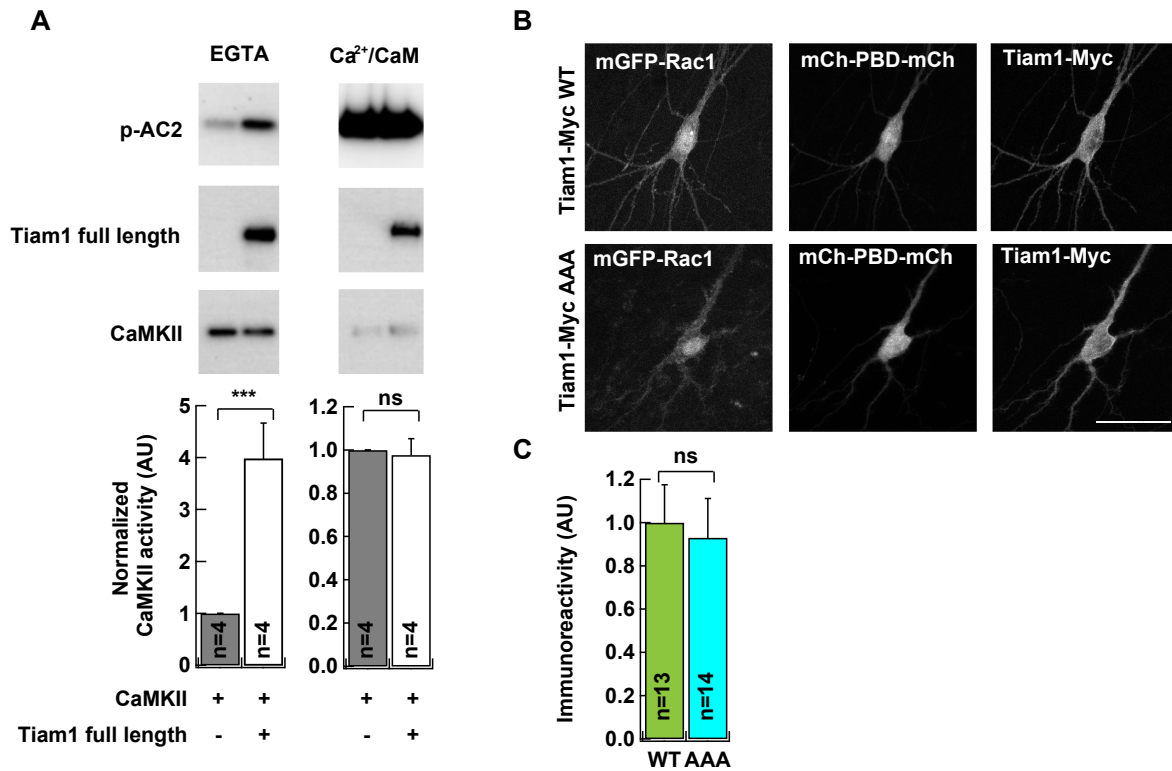 A
EGTA
Ca²⁺/CaM
p-AC2
Tiam1 full length
CaMKII
***
ns
Normalized
CaMKII activity (AU)
5
4
3
2
1
0
1.2
1.0
0.8
0.6
0.4
0.2
0.0
n=4
n=4
n=4
n=4
CaMKII + + + +
Tiam1 full length - + - +
B
Tiam1-Myc WT
mGFP-Rac1
mCh-PBD-mCh
Tiam1-Myc
Tiam1-Myc AAA
mGFP-Rac1
mCh-PBD-mCh
Tiam1-Myc
C
ns
Immunoreactivity (AU)
1.2
1.0
0.8
0.6
0.4
0.2
0.0
n=13
n=14
WT AAA